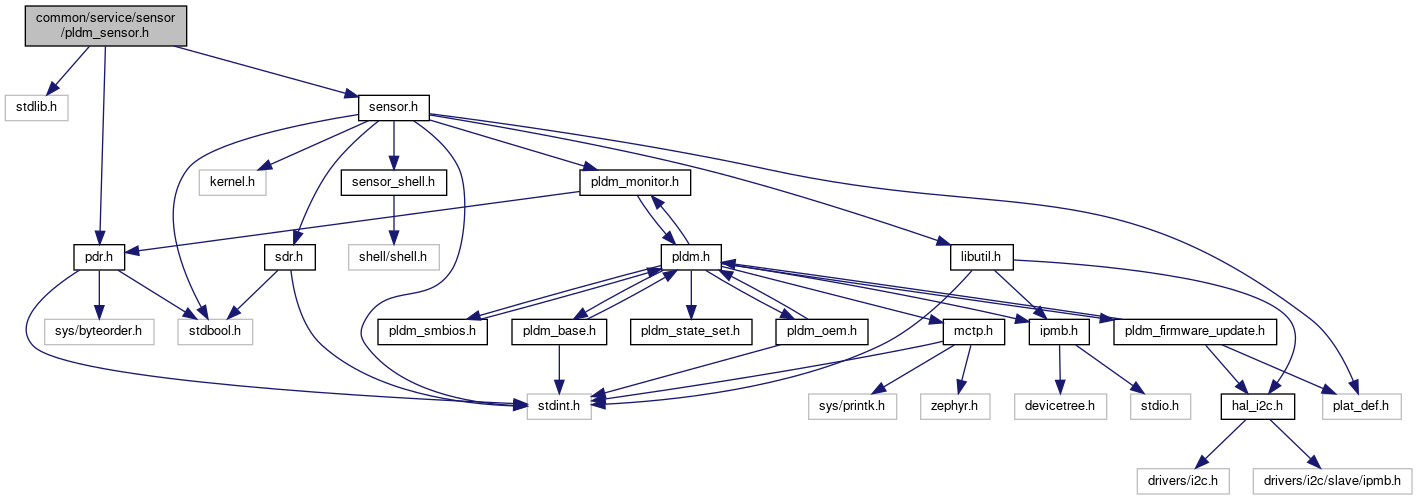 common/service/sensor
/pldm_sensor.h
stdlib.h
sensor.h
kernel.h
sensor_shell.h
pldm_monitor.h
pdr.h
sdr.h
shell/shell.h
pldm.h
libutil.h
sys/byteorder.h
stdbool.h
pldm_smbios.h
pldm_base.h
pldm_state_set.h
pldm_oem.h
mctp.h
ipmb.h
pldm_firmware_update.h
stdint.h
sys/printk.h
zephyr.h
devicetree.h
stdio.h
hal_i2c.h
plat_def.h
drivers/i2c.h
drivers/i2c/slave/ipmb.h